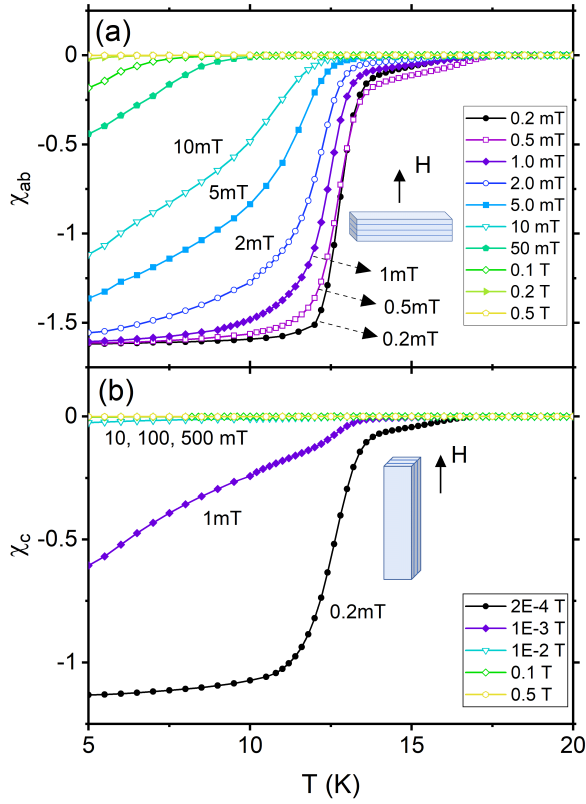 (a)
0
-0.5
-1.0
-1.5
χab
10mT
5mT
2mT
1mT
0.5mT
0.2mT
H
0.2 mT
0.5 mT
1.0 mT
2.0 mT
5.0 mT
10 mT
50 mT
0.1 T
0.2 T
0.5 T
(b)
0
-0.5
-1
χc
10, 100, 500 mT
1mT
0.2mT
H
2E-4 T
1E-3 T
1E-2 T
0.1 T
0.5 T
5 10 15 20
T (K)